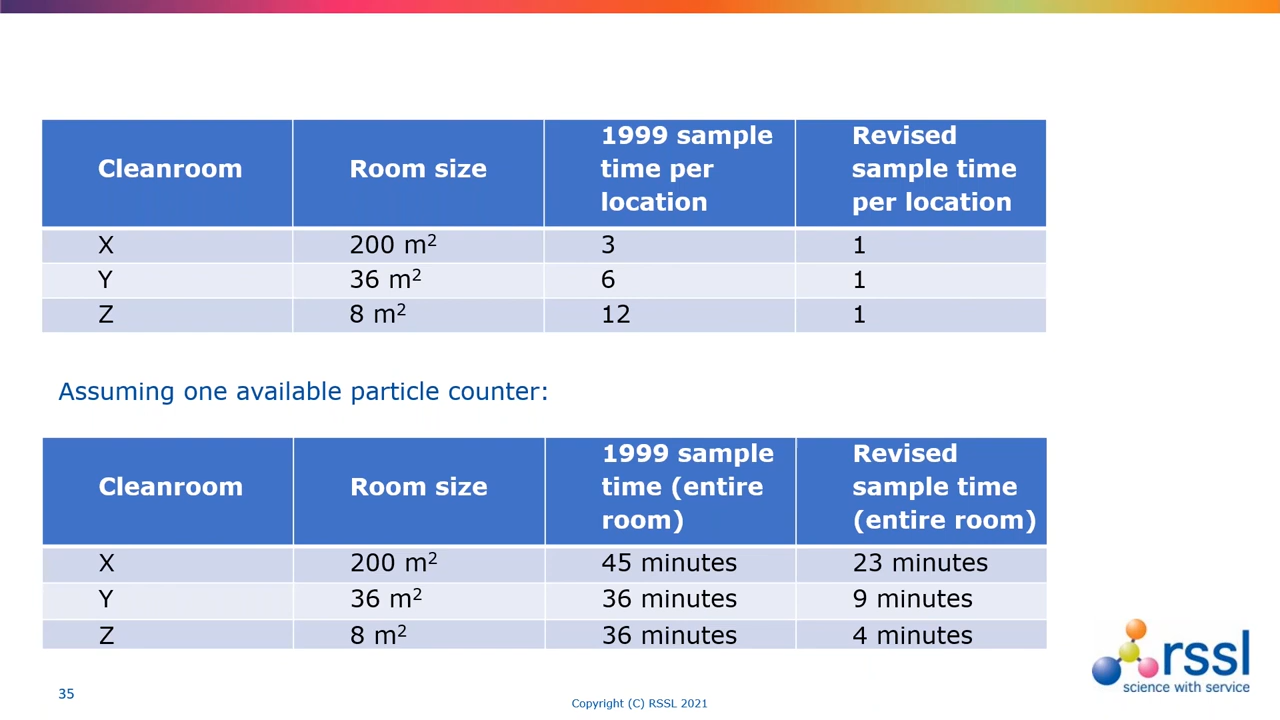 Cleanroom | Room size | 1999 sample time per location | Revised sample time per location
X | 200 m² | 3 | 1
Y | 36 m² | 6 | 1
Z | 8 m² | 12 | 1
Assuming one available particle counter:
Cleanroom | Room size | 1999 sample time (entire room) | Revised sample time (entire room)
X | 200 m² | 45 minutes | 23 minutes
Y | 36 m² | 36 minutes | 9 minutes
Z | 8 m² | 36 minutes | 4 minutes
rssl
science with service
35
Copyright (C) RSSL 2021